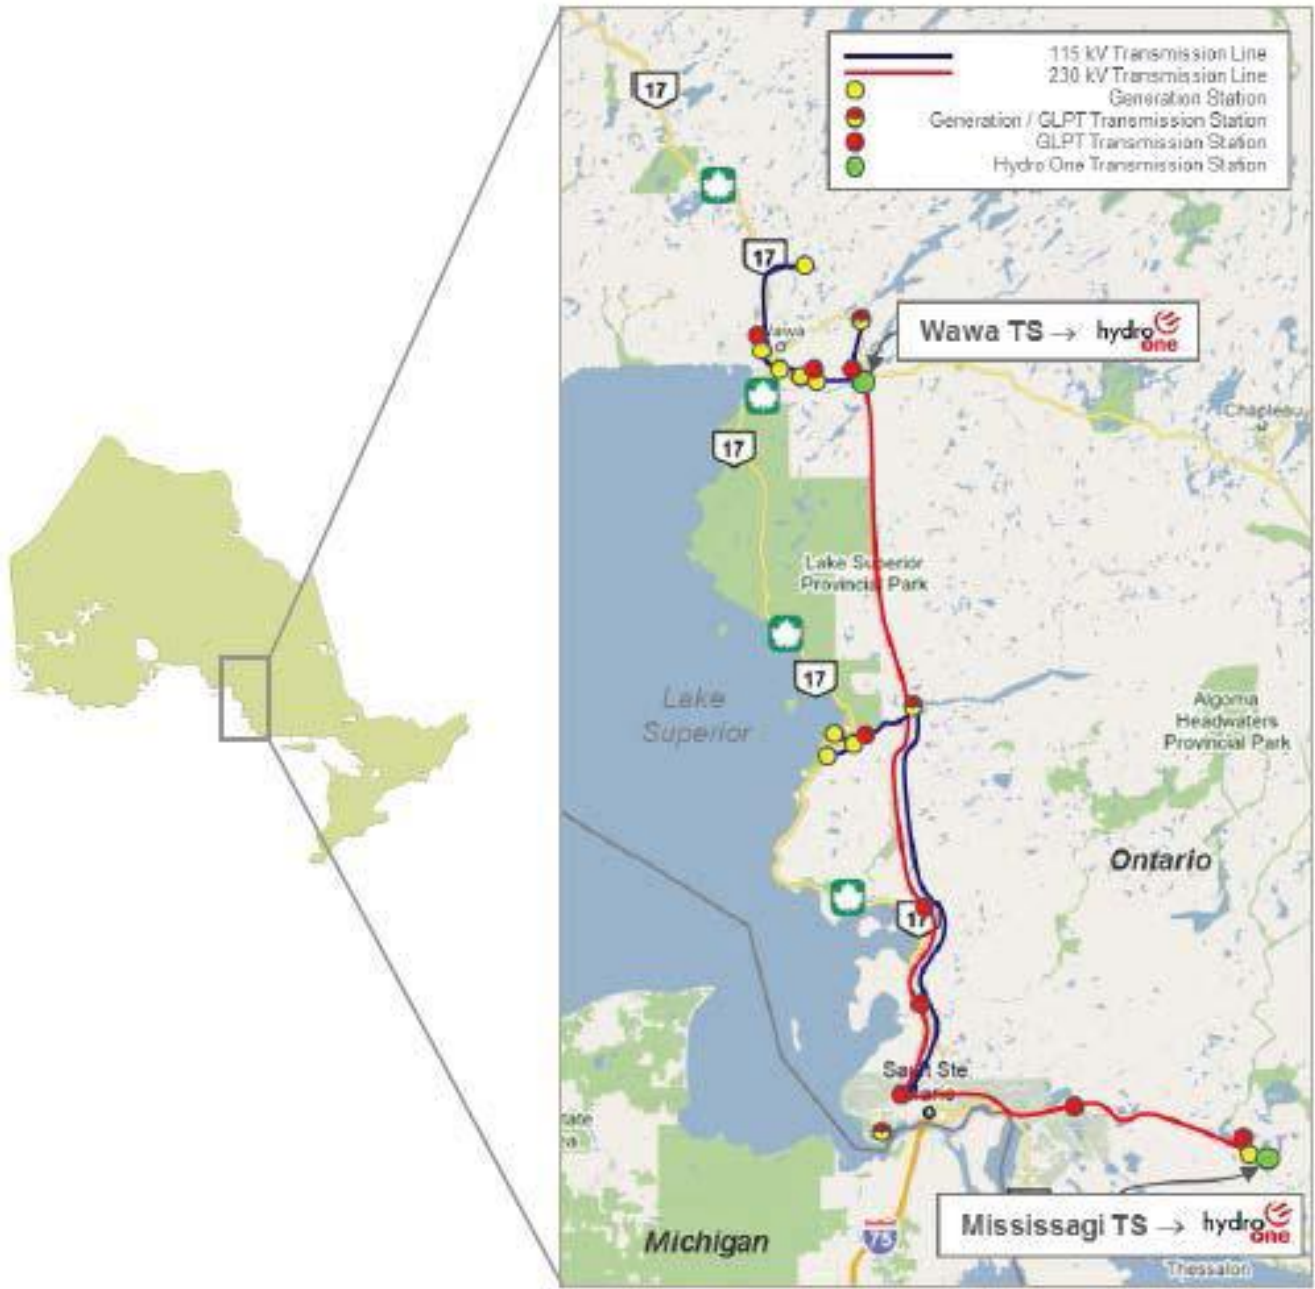 115 kV Transmission Line
230 kV Transmission Line
Generation Station
Generation / GLPT Transmission Station
GLPT Transmission Station
Hydro One Transmission Station
17
17
Wawa TS → hydro one
Chapleau
17
Lake Superior
Provincial Park
17
Lake
Superior
Algoma
Headwaters
Provincial Park
Ontario
17
Sault Ste
Michigan
75
Mississagi TS → hydro one
Thessalon